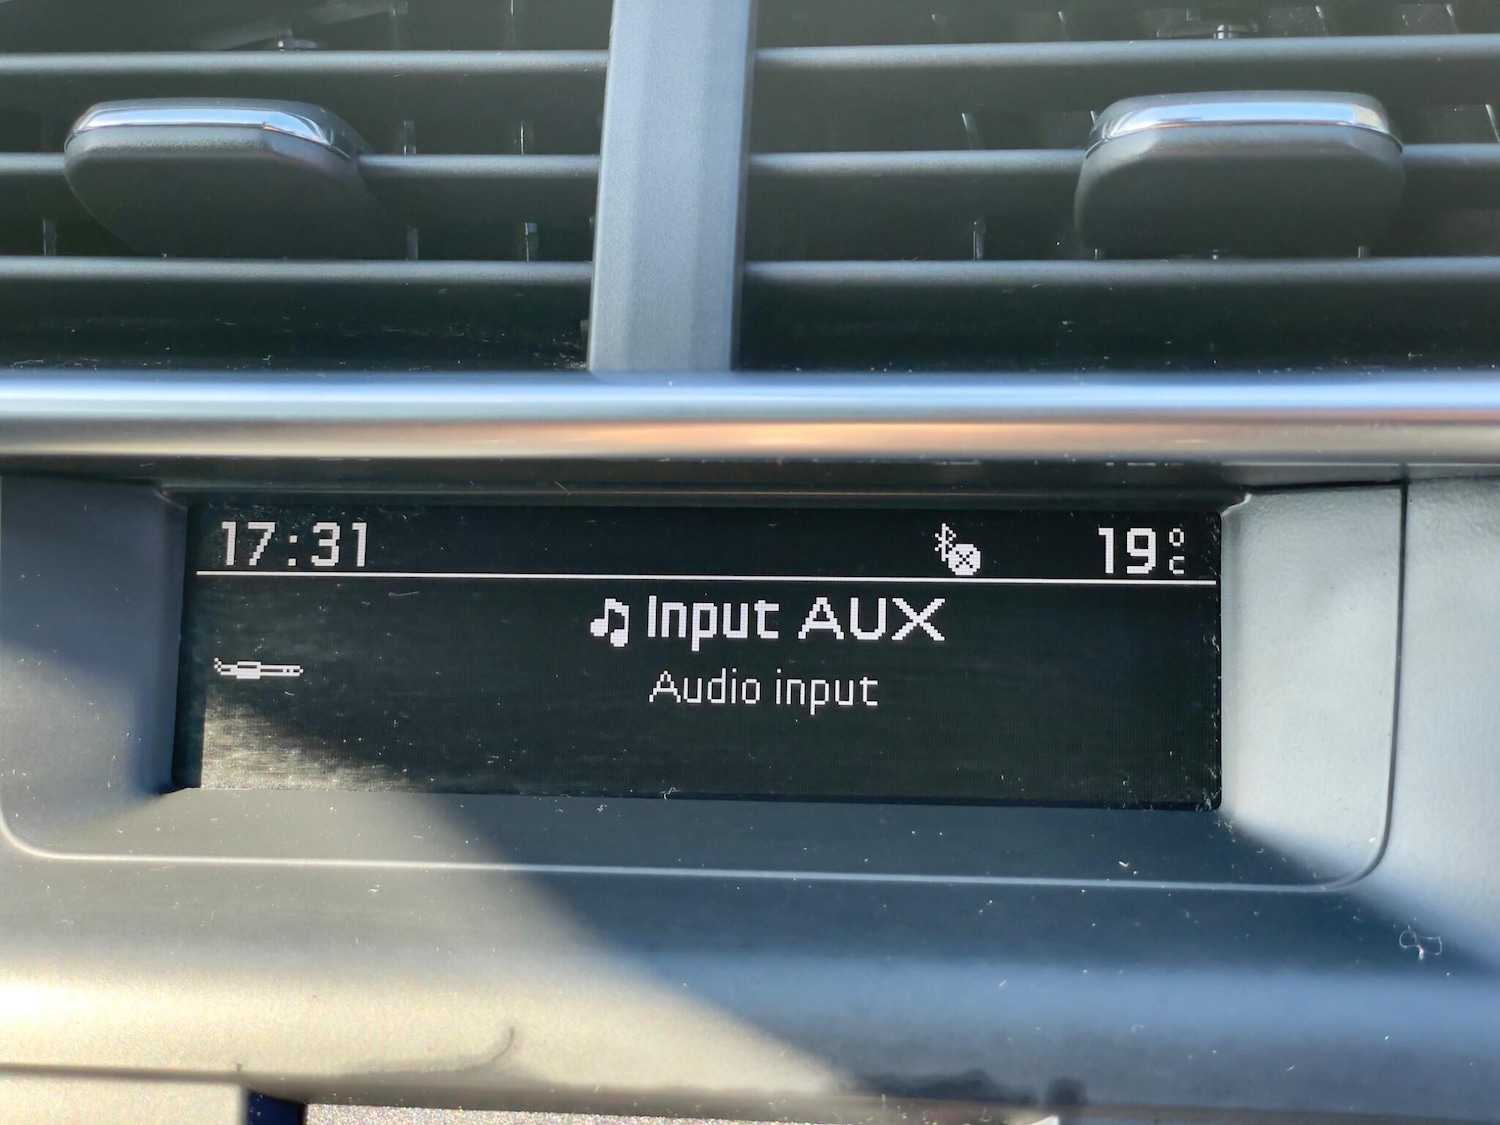 17:31 19°C
Input AUX
Audio input